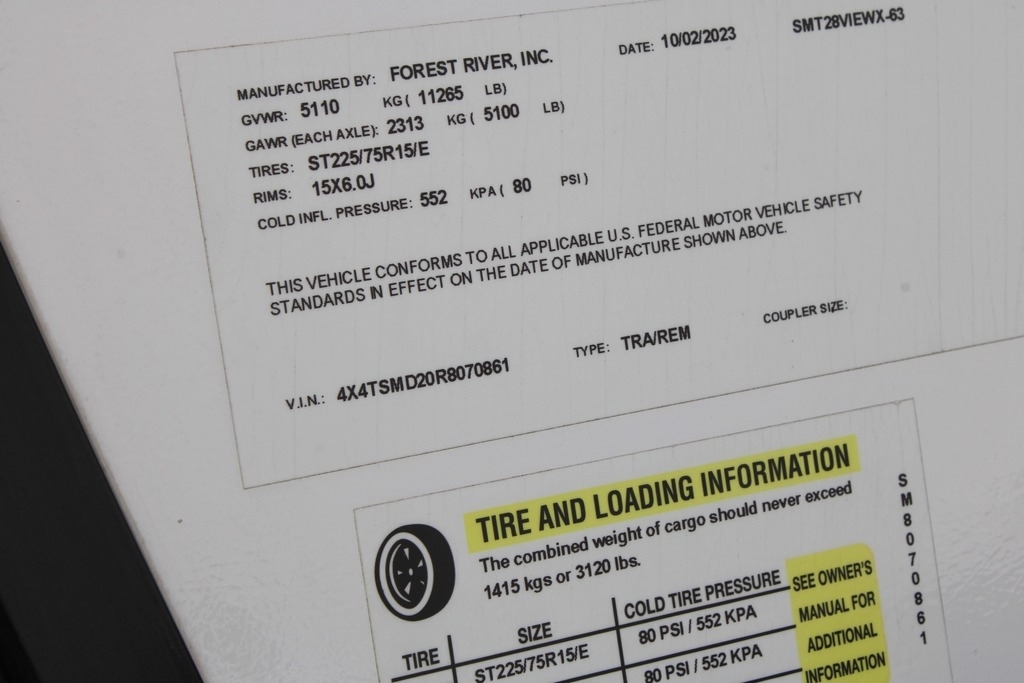 SMT28VIEWX-63
MANUFACTURED BY: FOREST RIVER, INC. DATE: 10/02/2023
GVWR: 5110 KG ( 11265 LB)
GAWR (EACH AXLE): 2313 KG ( 5100 LB)
TIRES: ST225/75R15/E
RIMS: 15X6.0J
COLD INFL. PRESSURE: 552 KPA ( 80 PSI )
THIS VEHICLE CONFORMS TO ALL APPLICABLE U.S. FEDERAL MOTOR VEHICLE SAFETY
STANDARDS IN EFFECT ON THE DATE OF MANUFACTURE SHOWN ABOVE.
V.I.N.: 4X4TSMD20R8070861 TYPE: TRA/REM COUPLER SIZE:
TIRE AND LOADING INFORMATION
The combined weight of cargo should never exceed
1415 kgs or 3120 lbs.
TIRE SIZE COLD TIRE PRESSURE
ST225/75R15/E 80 PSI / 552 KPA
80 PSI / 552 KPA
SEE OWNER'S
MANUAL FOR
ADDITIONAL
INFORMATION
SM8070861